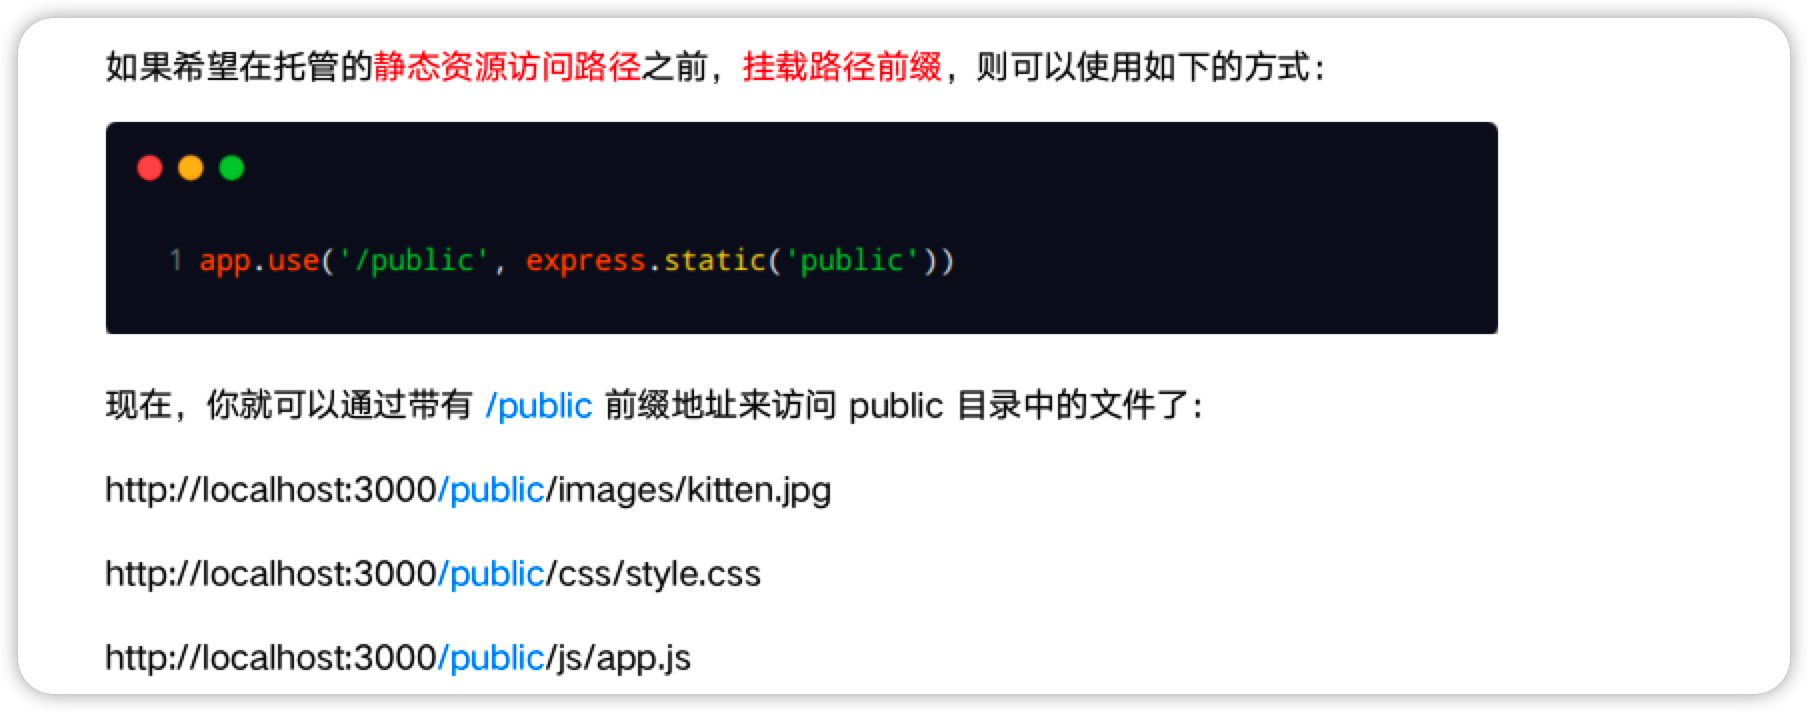 如果希望在托管的静态资源访问路径之前，挂载路径前缀，则可以使用如下的方式：
1 app.use('/public', express.static('public'))
现在，你就可以通过带有 /public 前缀地址来访问 public 目录中的文件了：
http://localhost:3000/public/images/kitten.jpg
http://localhost:3000/public/css/style.css
http://localhost:3000/public/js/app.js